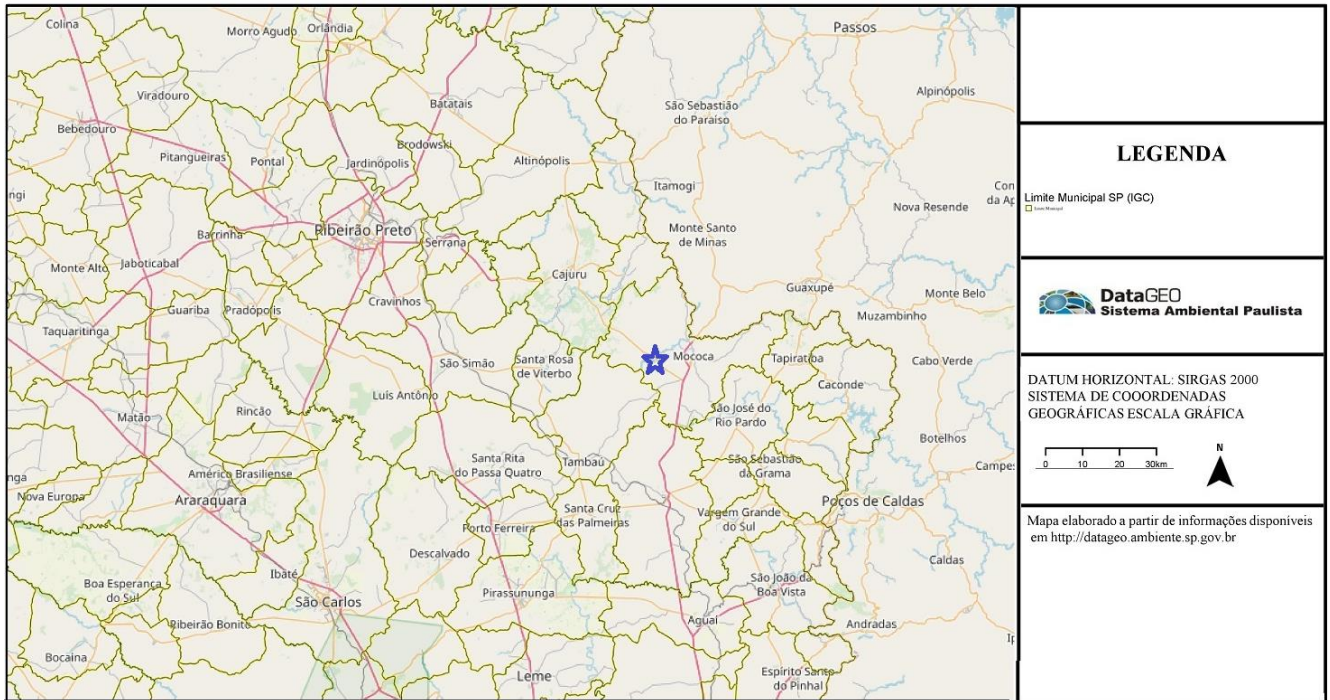 Colina
Morro Agudo
Orlândia
Passos
Viradouro
Batatais
São Sebastião
do Paraíso
Alpinópolis
Bebedouro
Pitangueiras
Pontal
Jardinópolis
Brodowski
Altinópolis
Itamogi
Nova Resende
Con
da Ap
Barrinha
Ribeirão Preto
Serrana
Monte Santo
de Minas
Monte Alto
Jaboticabal
Cajuru
Guaxupé
Monte Belo
Guariba
Pradópolis
Cravinhos
Muzambinho
Taquaritinga
São Simão
Santa Rosa
de Viterbo
Mococa
Tapiratiba
Cabo Verde
Luís Antônio
Caconde
Matão
Rincão
São José do
Rio Pardo
Botelhos
Américo Brasiliense
Santa Rita
do Passa Quatro
Tambaú
São Sebastião
da Grama
Campe
nga
Nova Europa
Araraquara
Santa Cruz
das Palmeiras
Vargem Grande
do Sul
Poços de Caldas
Porto Ferreira
Descalvado
Caldas
Ibaté
Boa Esperança
do Sul
São Carlos
Pirassununga
São João da
Boa Vista
Ribeirão Bonito
Aguaí
Andradas
Bocaina
Leme
Espírito Santo
do Pinhal
LEGENDA
Limite Municipal SP (IGC)
DataGEO
Sistema Ambiental Paulista
DATUM HORIZONTAL: SIRGAS 2000
SISTEMA DE COOORDENADAS
GEOGRÁFICAS ESCALA GRÁFICA
0 10 20 30km
N
Mapa elaborado a partir de informações disponíveis
em http://datageo.ambiente.sp.gov.br